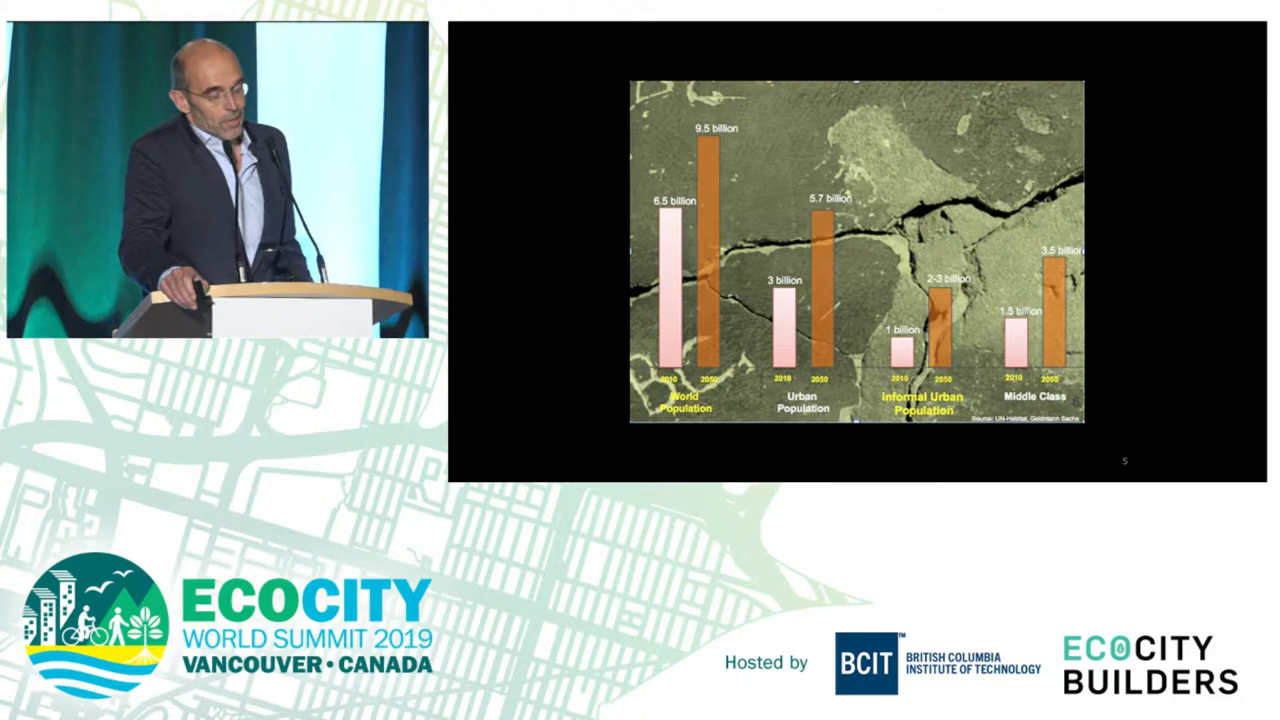 9.5 billion
6.5 billion
5.7 billion
3 billion
2-3 billion
1 billion
3.5 billion
1.5 billion
2010
2050
2010
2050
2010
2050
2010
2050
World
Population
Urban
Population
Informal Urban
Population
Middle Class
6
Source: UN-Habitat, Goldmann Sachs
5
ECOCITY
WORLD SUMMIT 2019
VANCOUVER • CANADA
Hosted by
BCIT
TM
BRITISH COLUMBIA
INSTITUTE OF TECHNOLOGY
ECOCITY
BUILDERS